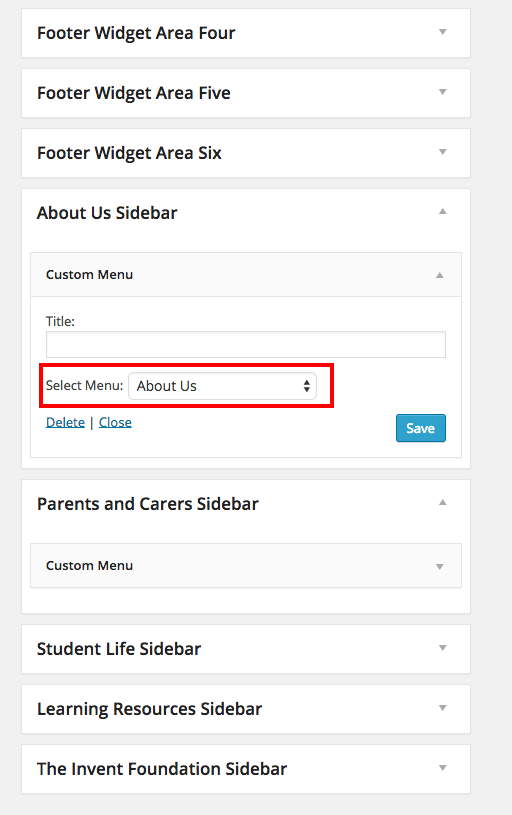 Footer Widget Area Four
Footer Widget Area Five
Footer Widget Area Six
About Us Sidebar
Custom Menu
Title:
Select Menu: About Us
Delete | Close Save
Parents and Carers Sidebar
Custom Menu
Student Life Sidebar
Learning Resources Sidebar
The Invent Foundation Sidebar